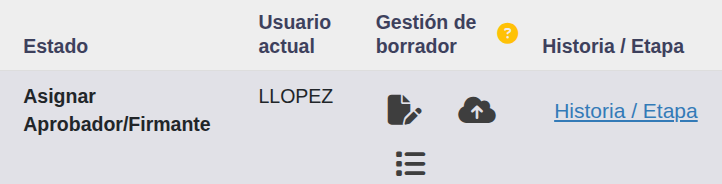 Estado
Usuario
actual
Gestión de
borrador
?
Historia / Etapa
Asignar
Aprobador/Firmante
LLOPEZ
Historia / Etapa